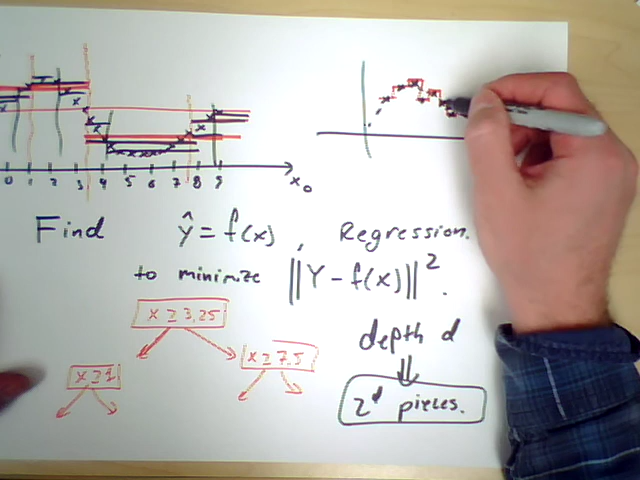 0 1 2 3 4 5 6 7 8 9 x₀
Find ŷ = f(x), Regression.
to minimize ||Y - f(x)||².
x ≥ 3,25
depth d
x ≥ 7.5
x ≥ 1
2^d pieces.